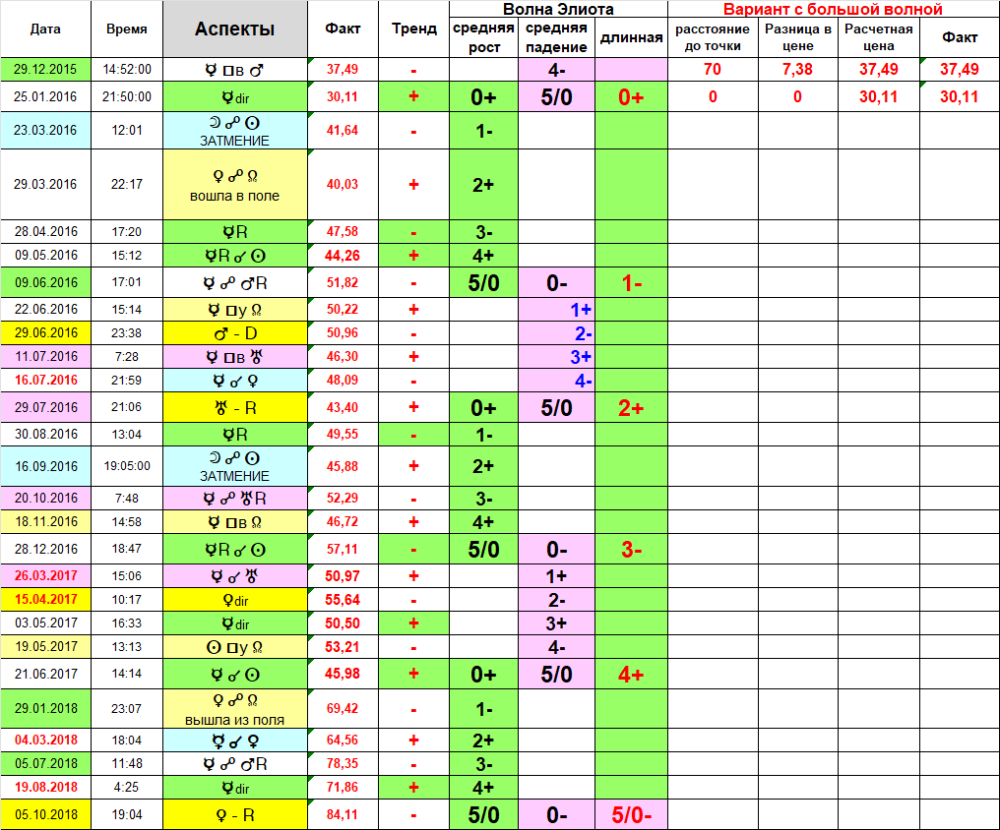 Дата Время Аспекты Факт Тренд Волна Элиота Вариант с большой волной
средняя рост средняя падение длинная расстояние до точки Разница в цене Расчетная цена Факт
29.12.2015 14:52:00 ☿ □в ♂ 37,49 - 4- 70 7,38 37,49 37,49
25.01.2016 21:50:00 ☿dir 30,11 + 0+ 5/0 0+ 0 0 30,11 30,11
23.03.2016 12:01 ☽ ☍ ☉ ЗАТМЕНИЕ 41,64 - 1-
29.03.2016 22:17 ♀ ☍ ☊ вошла в поле 40,03 + 2+
28.04.2016 17:20 ☿R 47,58 - 3-
09.05.2016 15:12 ☿R ☌ ☉ 44,26 + 4+
09.06.2016 17:01 ☿ ☍ ♂R 51,82 - 5/0 0- 1-
22.06.2016 15:14 ☿ □у ☊ 50,22 + 1+
29.06.2016 23:38 ♂ - D 50,96 - 2-
11.07.2016 7:28 ☿ □в ♅ 46,30 + 3+
16.07.2016 21:59 ☿ ☌ ♀ 48,09 - 4-
29.07.2016 21:06 ♅ - R 43,40 + 0+ 5/0 2+
30.08.2016 13:04 ☿R 49,55 - 1-
16.09.2016 19:05:00 ☽ ☍ ☉ ЗАТМЕНИЕ 45,88 + 2+
20.10.2016 7:48 ☿ ☍ ♅R 52,29 - 3-
18.11.2016 14:58 ☿ □в ☊ 46,72 + 4+
28.12.2016 18:47 ☿R ☌ ☉ 57,11 - 5/0 0- 3-
26.03.2017 15:06 ☿ ☌ ♅ 50,97 + 1+
15.04.2017 10:17 ♀dir 55,64 - 2-
03.05.2017 16:33 ☿dir 50,50 + 3+
19.05.2017 13:13 ☉ □у ☊ 53,21 - 4-
21.06.2017 14:14 ☿ ☌ ☉ 45,98 + 0+ 5/0 4+
29.01.2018 23:07 ♀ ☍ ☊ вышла из поля 69,42 - 1-
04.03.2018 18:04 ☿ ☌ ♀ 64,56 + 2+
05.07.2018 11:48 ☿ ☍ ♂R 78,35 - 3-
19.08.2018 4:25 ☿dir 71,86 + 4+
05.10.2018 19:04 ♀ - R 84,11 - 5/0 0- 5/0-